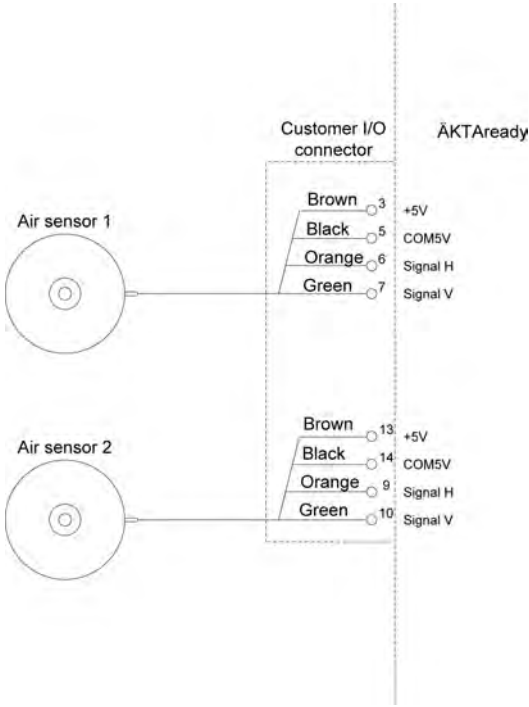 Customer I/O
connector
ÄKTAready
Air sensor 1
Brown 3 +5V
Black 5 COM5V
Orange 6 Signal H
Green 7 Signal V
Air sensor 2
Brown 13 +5V
Black 14 COM5V
Orange 9 Signal H
Green 10 Signal V